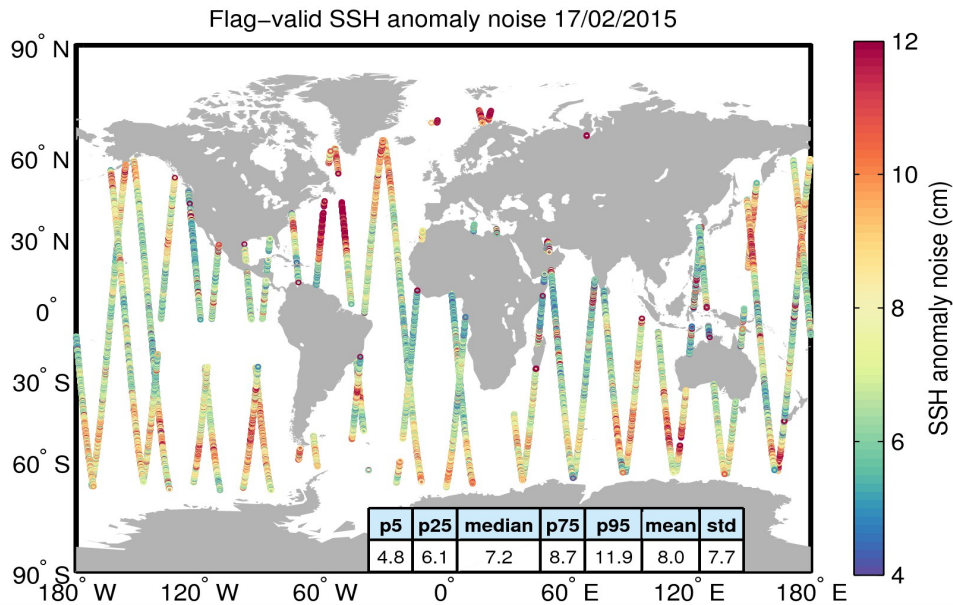 Flag−valid SSH anomaly noise 17/02/2015
90° N
60° N
30° N
0°
30° S
60° S
90° S
180° W
120° W
60° W
0°
60° E
120° E
180° E
p5 p25 median p75 p95 mean std
4.8 6.1 7.2 8.7 11.9 8.0 7.7
12
10
8
6
4
SSH anomaly noise (cm)